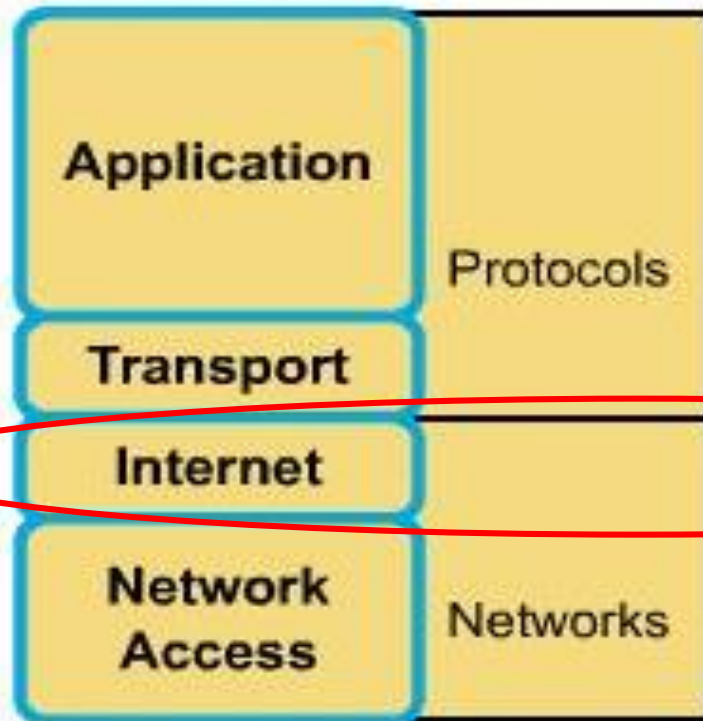 Application
Protocols
Transport
Internet
Network
Access
Networks